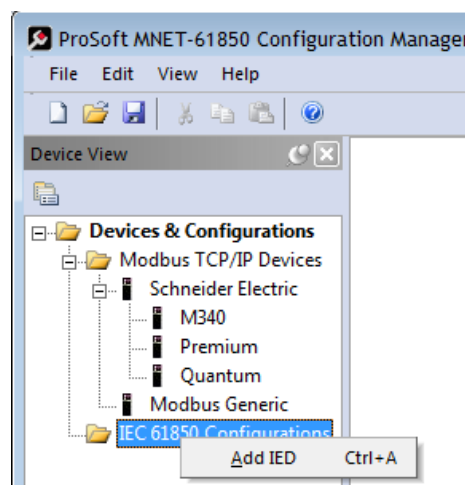 ProSoft MNET-61850 Configuration Manager
File Edit View Help
Device View
Devices & Configurations
Modbus TCP/IP Devices
Schneider Electric
M340
Premium
Quantum
Modbus Generic
IEC 61850 Configurations
Add IED Ctrl+A